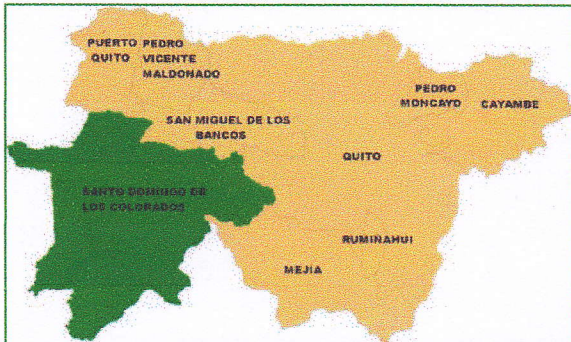 PUERTO
QUITO
PEDRO
VICENTE
MALDONADO
SAN MIGUEL DE LOS
BANCOS
PEDRO
MONCAYO
CAYAMBE
QUITO
SANTO DOMINGO DE
LOS COLORADOS
RUMIÑAHUI
MEJIA